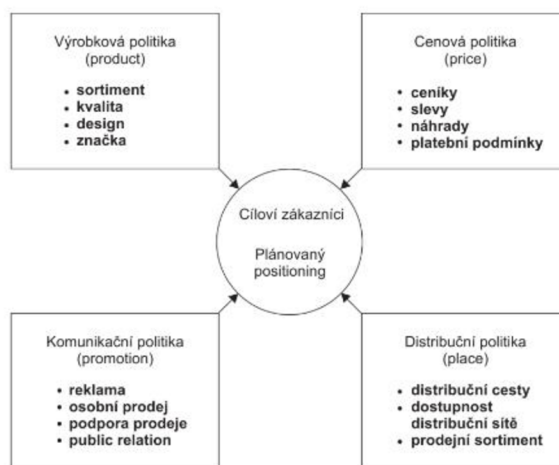 Výrobková politika
(product)
• sortiment
• kvalita
• design
• značka
Cenová politika
(price)
• ceníky
• slevy
• náhrady
• platební podmínky
Cíloví zákazníci
Plánovaný
positioning
Komunikační politika
(promotion)
• reklama
• osobní prodej
• podpora prodeje
• public relation
Distribuční politika
(place)
• distribuční cesty
• dostupnost
distribuční sítě
• prodejní sortiment